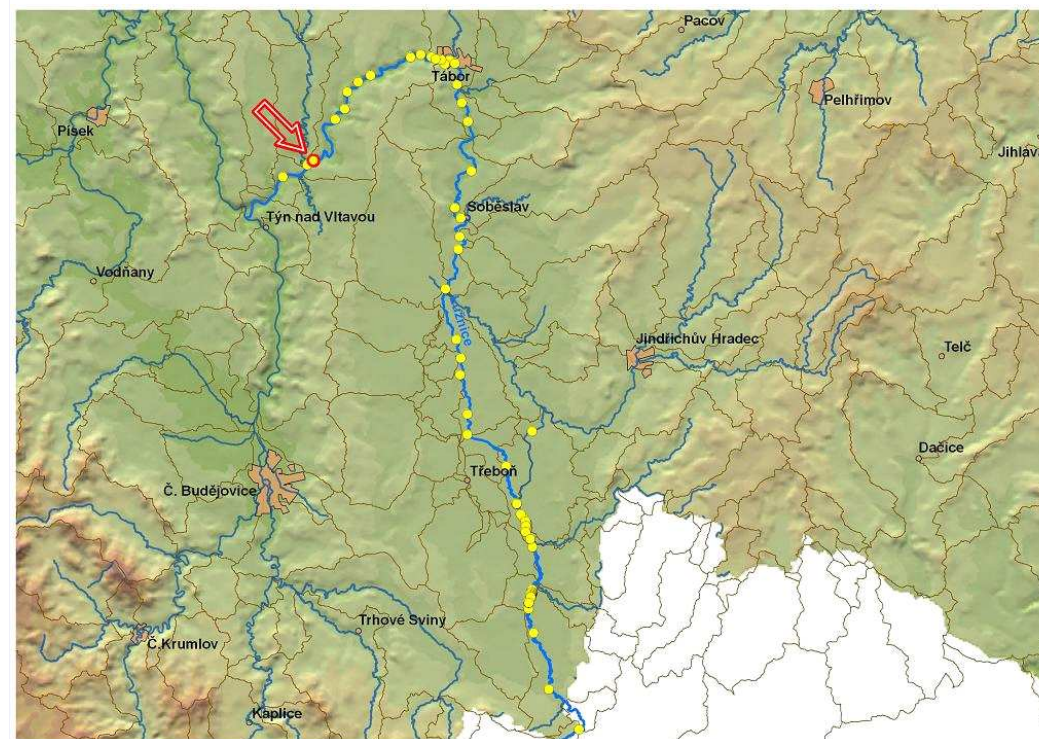 Pacov
Tábor
Pelhřimov
Písek
Jihlava
Soběslav
Týn nad Vltavou
Vodňany
Jindřichův Hradec
Telč
Dačice
Třeboň
Č. Budějovice
Trhové Sviny
Č.Krumlov
Kaplice